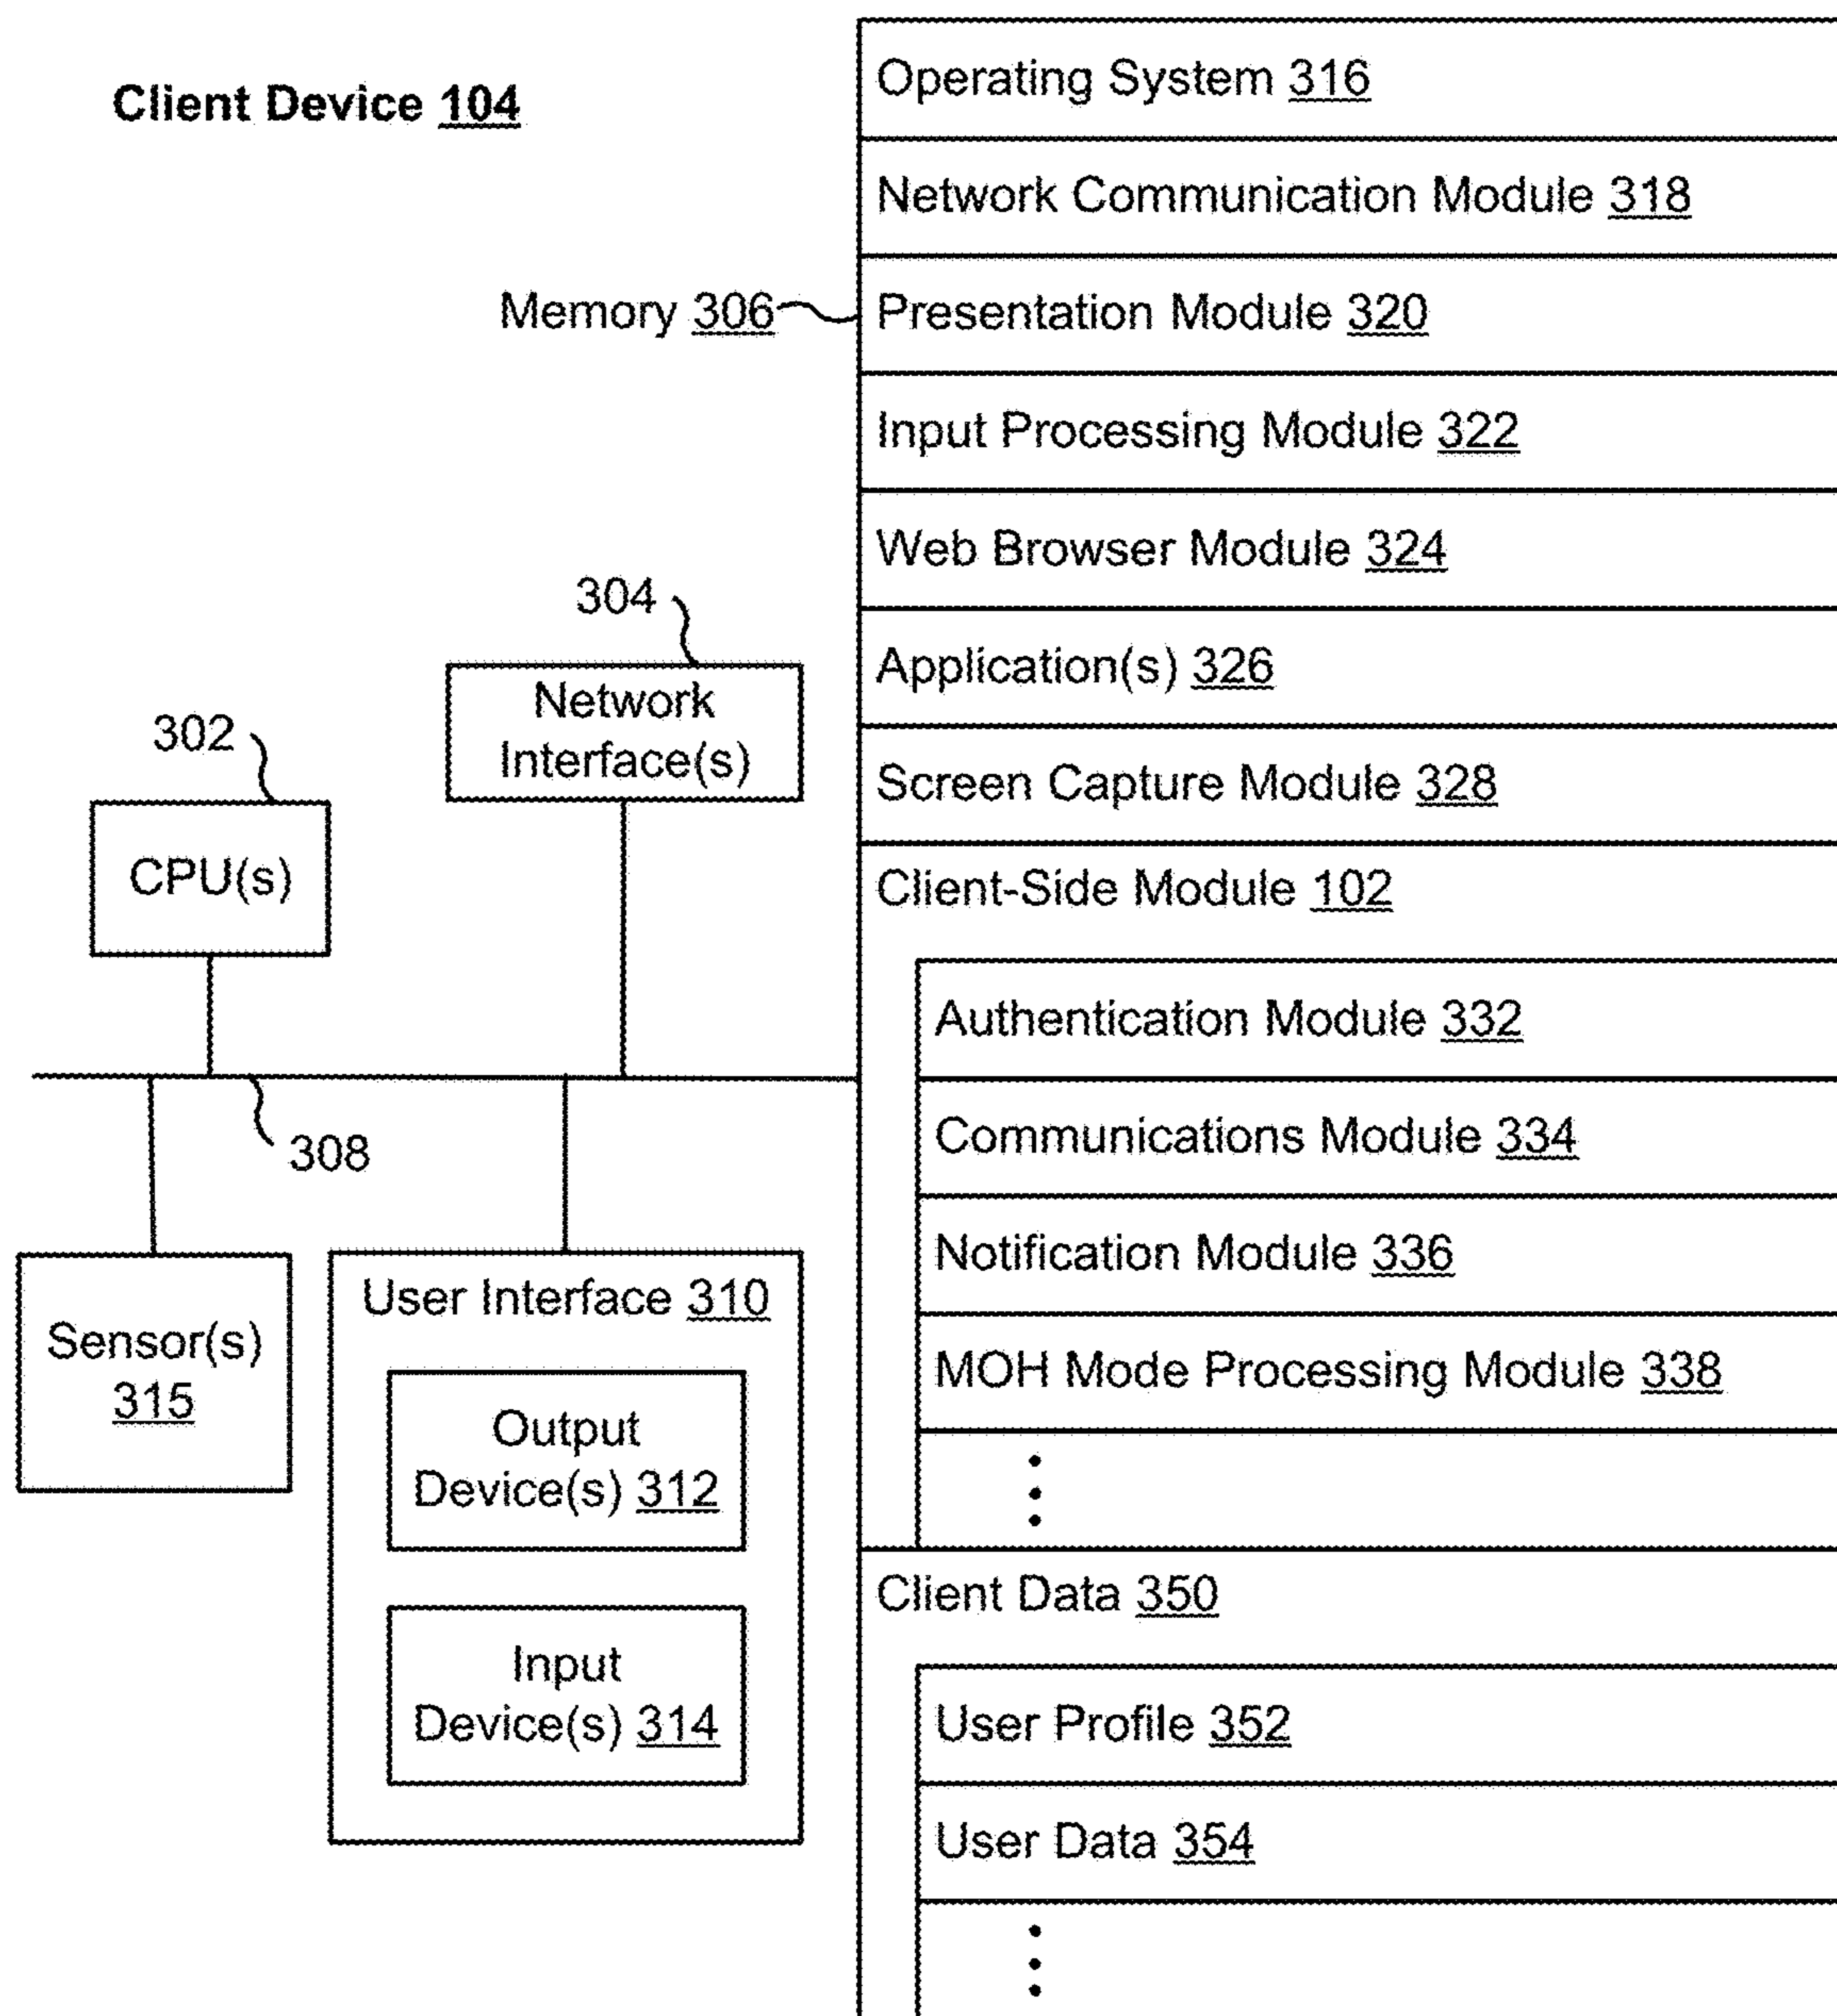 Client Device 104
Memory 306
304
Network
Interface(s)
302
CPU(s)
308
Sensor(s)
315
User Interface 310
Output
Device(s) 312
Input
Device(s) 314
Operating System 316
Network Communication Module 318
Presentation Module 320
Input Processing Module 322
Web Browser Module 324
Application(s) 326
Screen Capture Module 328
Client-Side Module 102
Authentication Module 332
Communications Module 334
Notification Module 336
MOH Mode Processing Module 338
Client Data 350
User Profile 352
User Data 354